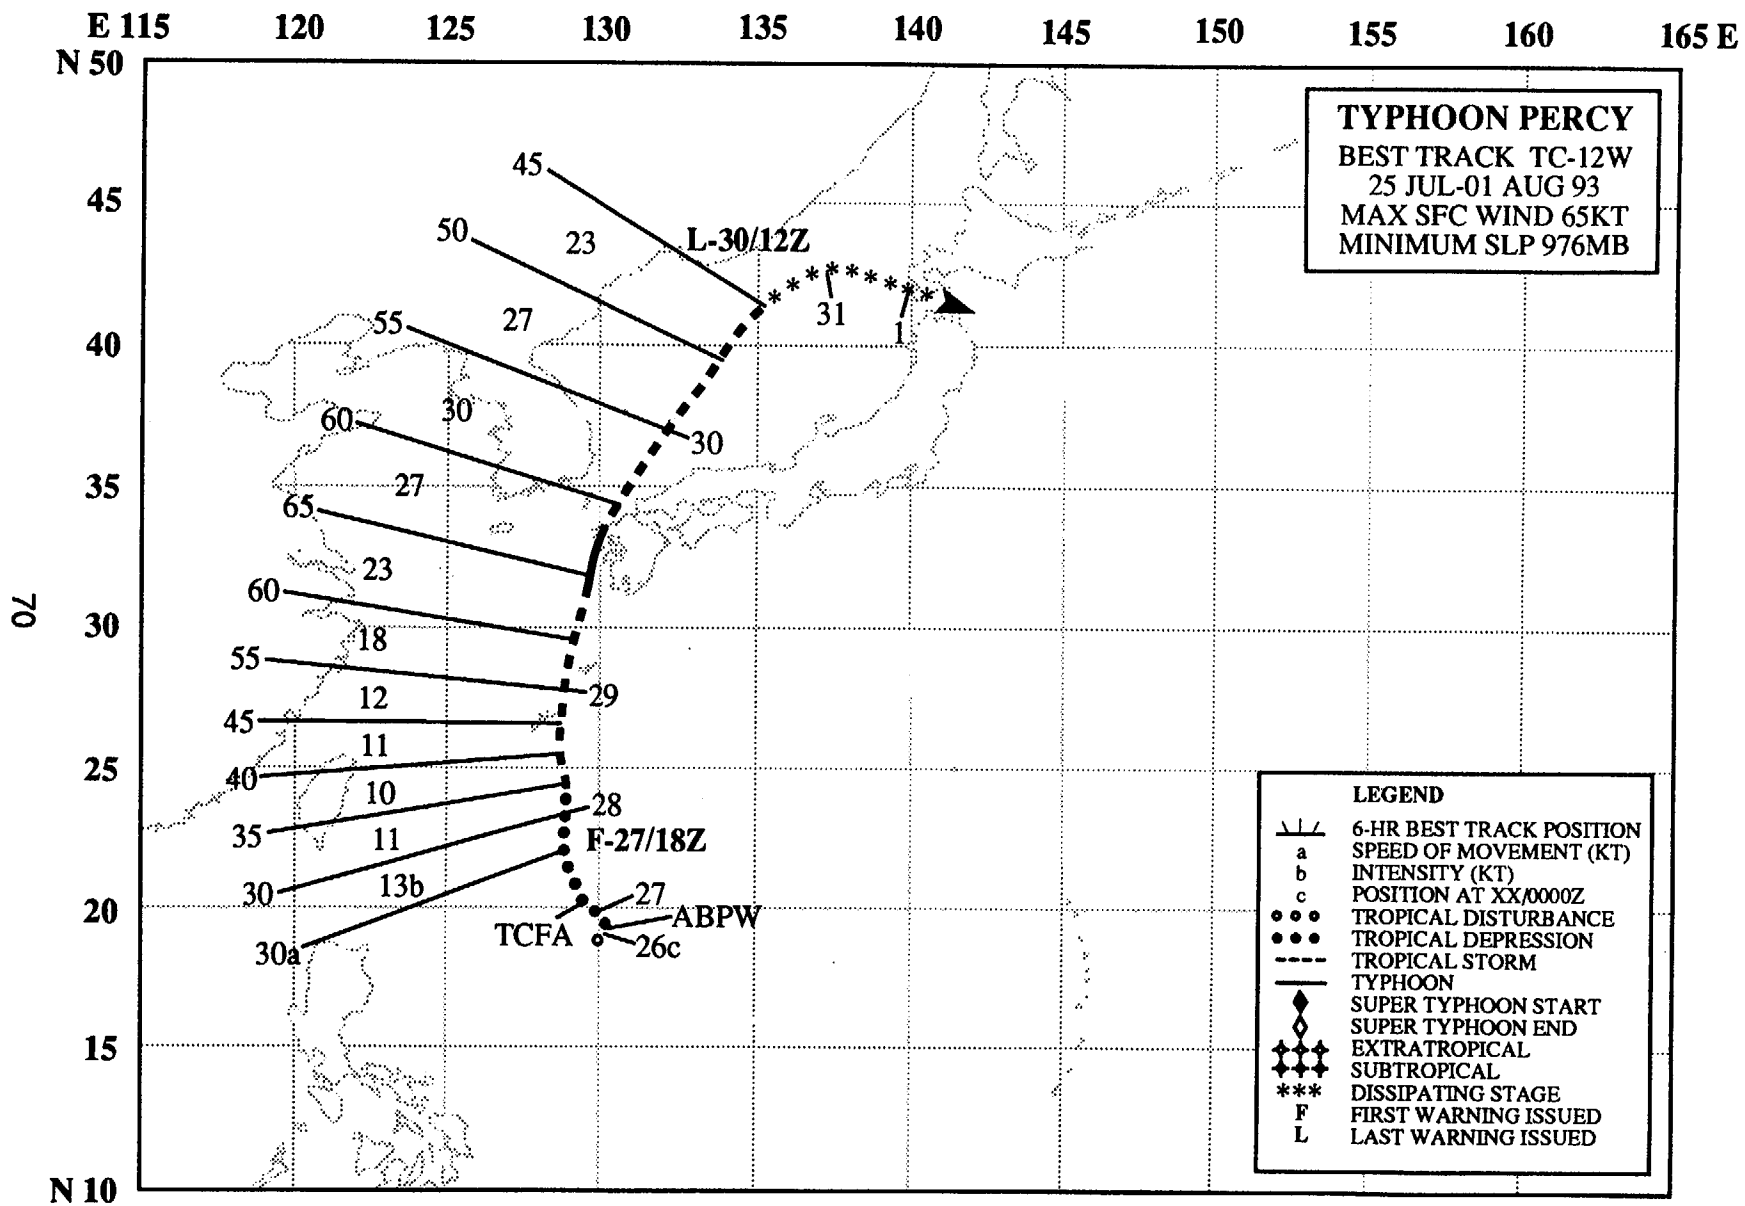 E 115 120 125 130 135 140 145 150 155 160 165 E
N 50
TYPHOON PERCY
BEST TRACK TC-12W
25 JUL-01 AUG 93
MAX SFC WIND 65KT
MINIMUM SLP 976MB
45
45
50
23
L-30/12Z
31
1
55
27
40
60
30
30
35
27
65
23
60
70
30
18
55
29
12
45
11
25
40
10
28
35
11
F-27/18Z
30
13b
27
20
ABPW
TCFA
26c
30a
15
N 10
LEGEND
6-HR BEST TRACK POSITION
a SPEED OF MOVEMENT (KT)
b INTENSITY (KT)
c POSITION AT XX/0000Z
TROPICAL DISTURBANCE
TROPICAL DEPRESSION
TROPICAL STORM
TYPHOON
SUPER TYPHOON START
SUPER TYPHOON END
EXTRATROPICAL
SUBTROPICAL
*** DISSIPATING STAGE
F FIRST WARNING ISSUED
L LAST WARNING ISSUED